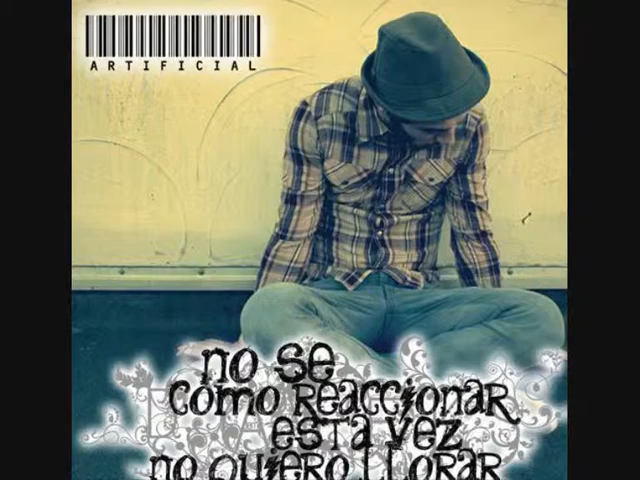 ARTIFICIAL
no se
como reaccionar
esta vez
no quiero llorar